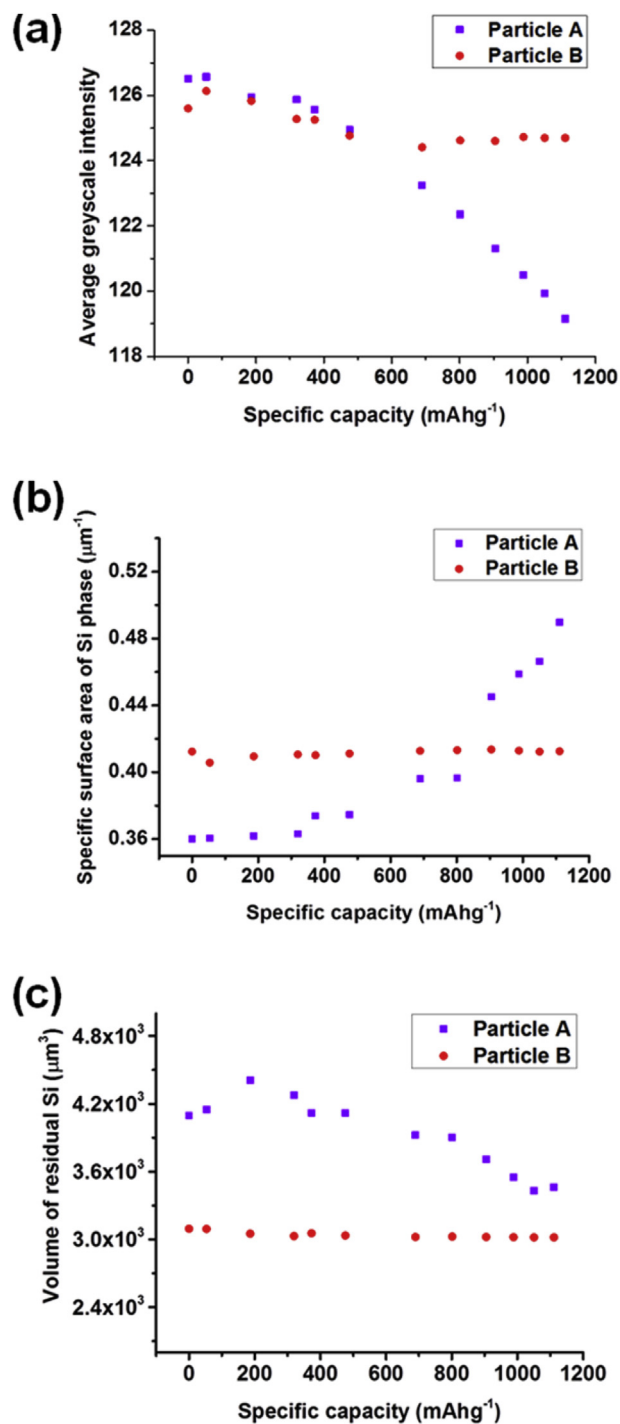 (a)
128
126
124
122
120
118
Average greyscale intensity
Particle A
Particle B
0 200 400 600 800 1000 1200
Specific capacity (mAhg⁻¹)
(b)
0.52
0.48
0.44
0.40
0.36
Specific surface area of Si phase (μm⁻¹)
Particle A
Particle B
0 200 400 600 800 1000 1200
Specific capacity (mAhg⁻¹)
(c)
4.8x10³
4.2x10³
3.6x10³
3.0x10³
2.4x10³
Volume of residual Si (μm³)
Particle A
Particle B
0 200 400 600 800 1000 1200
Specific capacity (mAhg⁻¹)